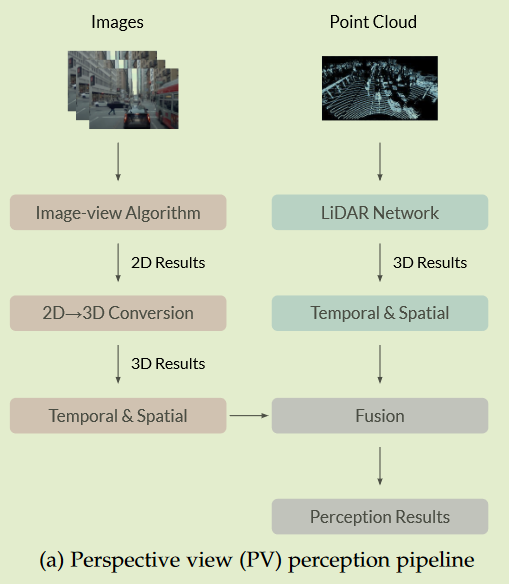 Images
Point Cloud
Image-view Algorithm
LiDAR Network
2D Results
3D Results
2D→3D Conversion
Temporal & Spatial
3D Results
Temporal & Spatial
Fusion
Perception Results
(a) Perspective view (PV) perception pipeline